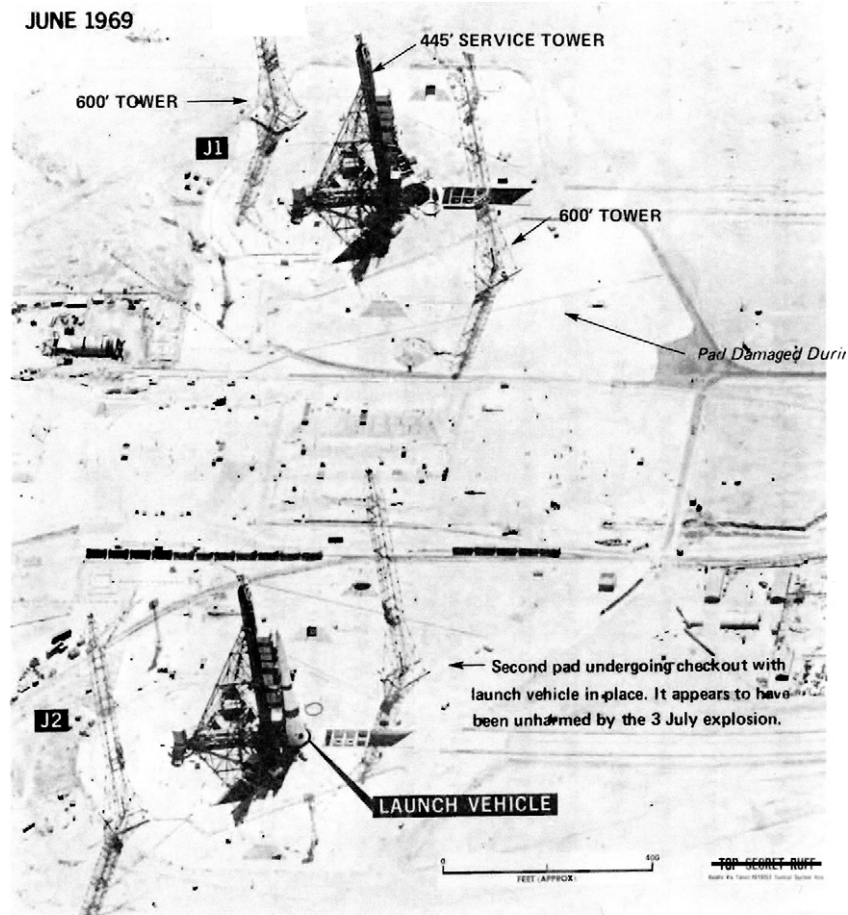 JUNE 1969
445' SERVICE TOWER
600' TOWER
J1
600' TOWER
Pad Damaged Durin
Second pad undergoing checkout with
launch vehicle in place. It appears to have
been unharmed by the 3 July explosion.
J2
LAUNCH VEHICLE
0
400
FEET (APPROX)
TOP SECRET RUFF